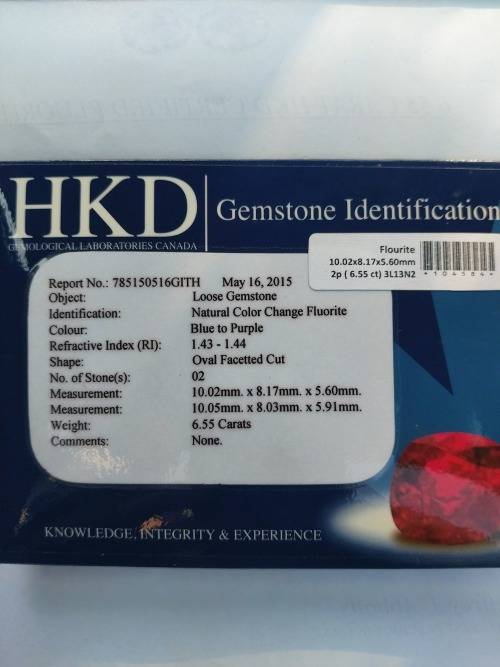 HKD
GEMOLOGICAL LABORATORIES CANADA
Gemstone Identification
Flourite
10.02x8.17x5.60mm
2p ( 6.55 ct) 3L13N2
Report No.: 785150516GITH May 16, 2015
Object: Loose Gemstone
Identification: Natural Color Change Fluorite
Colour: Blue to Purple
Refractive Index (RI): 1.43 - 1.44
Shape: Oval Facetted Cut
No. of Stone(s): 02
Measurement: 10.02mm. x 8.17mm. x 5.60mm.
Measurement: 10.05mm. x 8.03mm. x 5.91mm.
Weight: 6.55 Carats
Comments: None.
KNOWLEDGE, INTEGRITY & EXPERIENCE